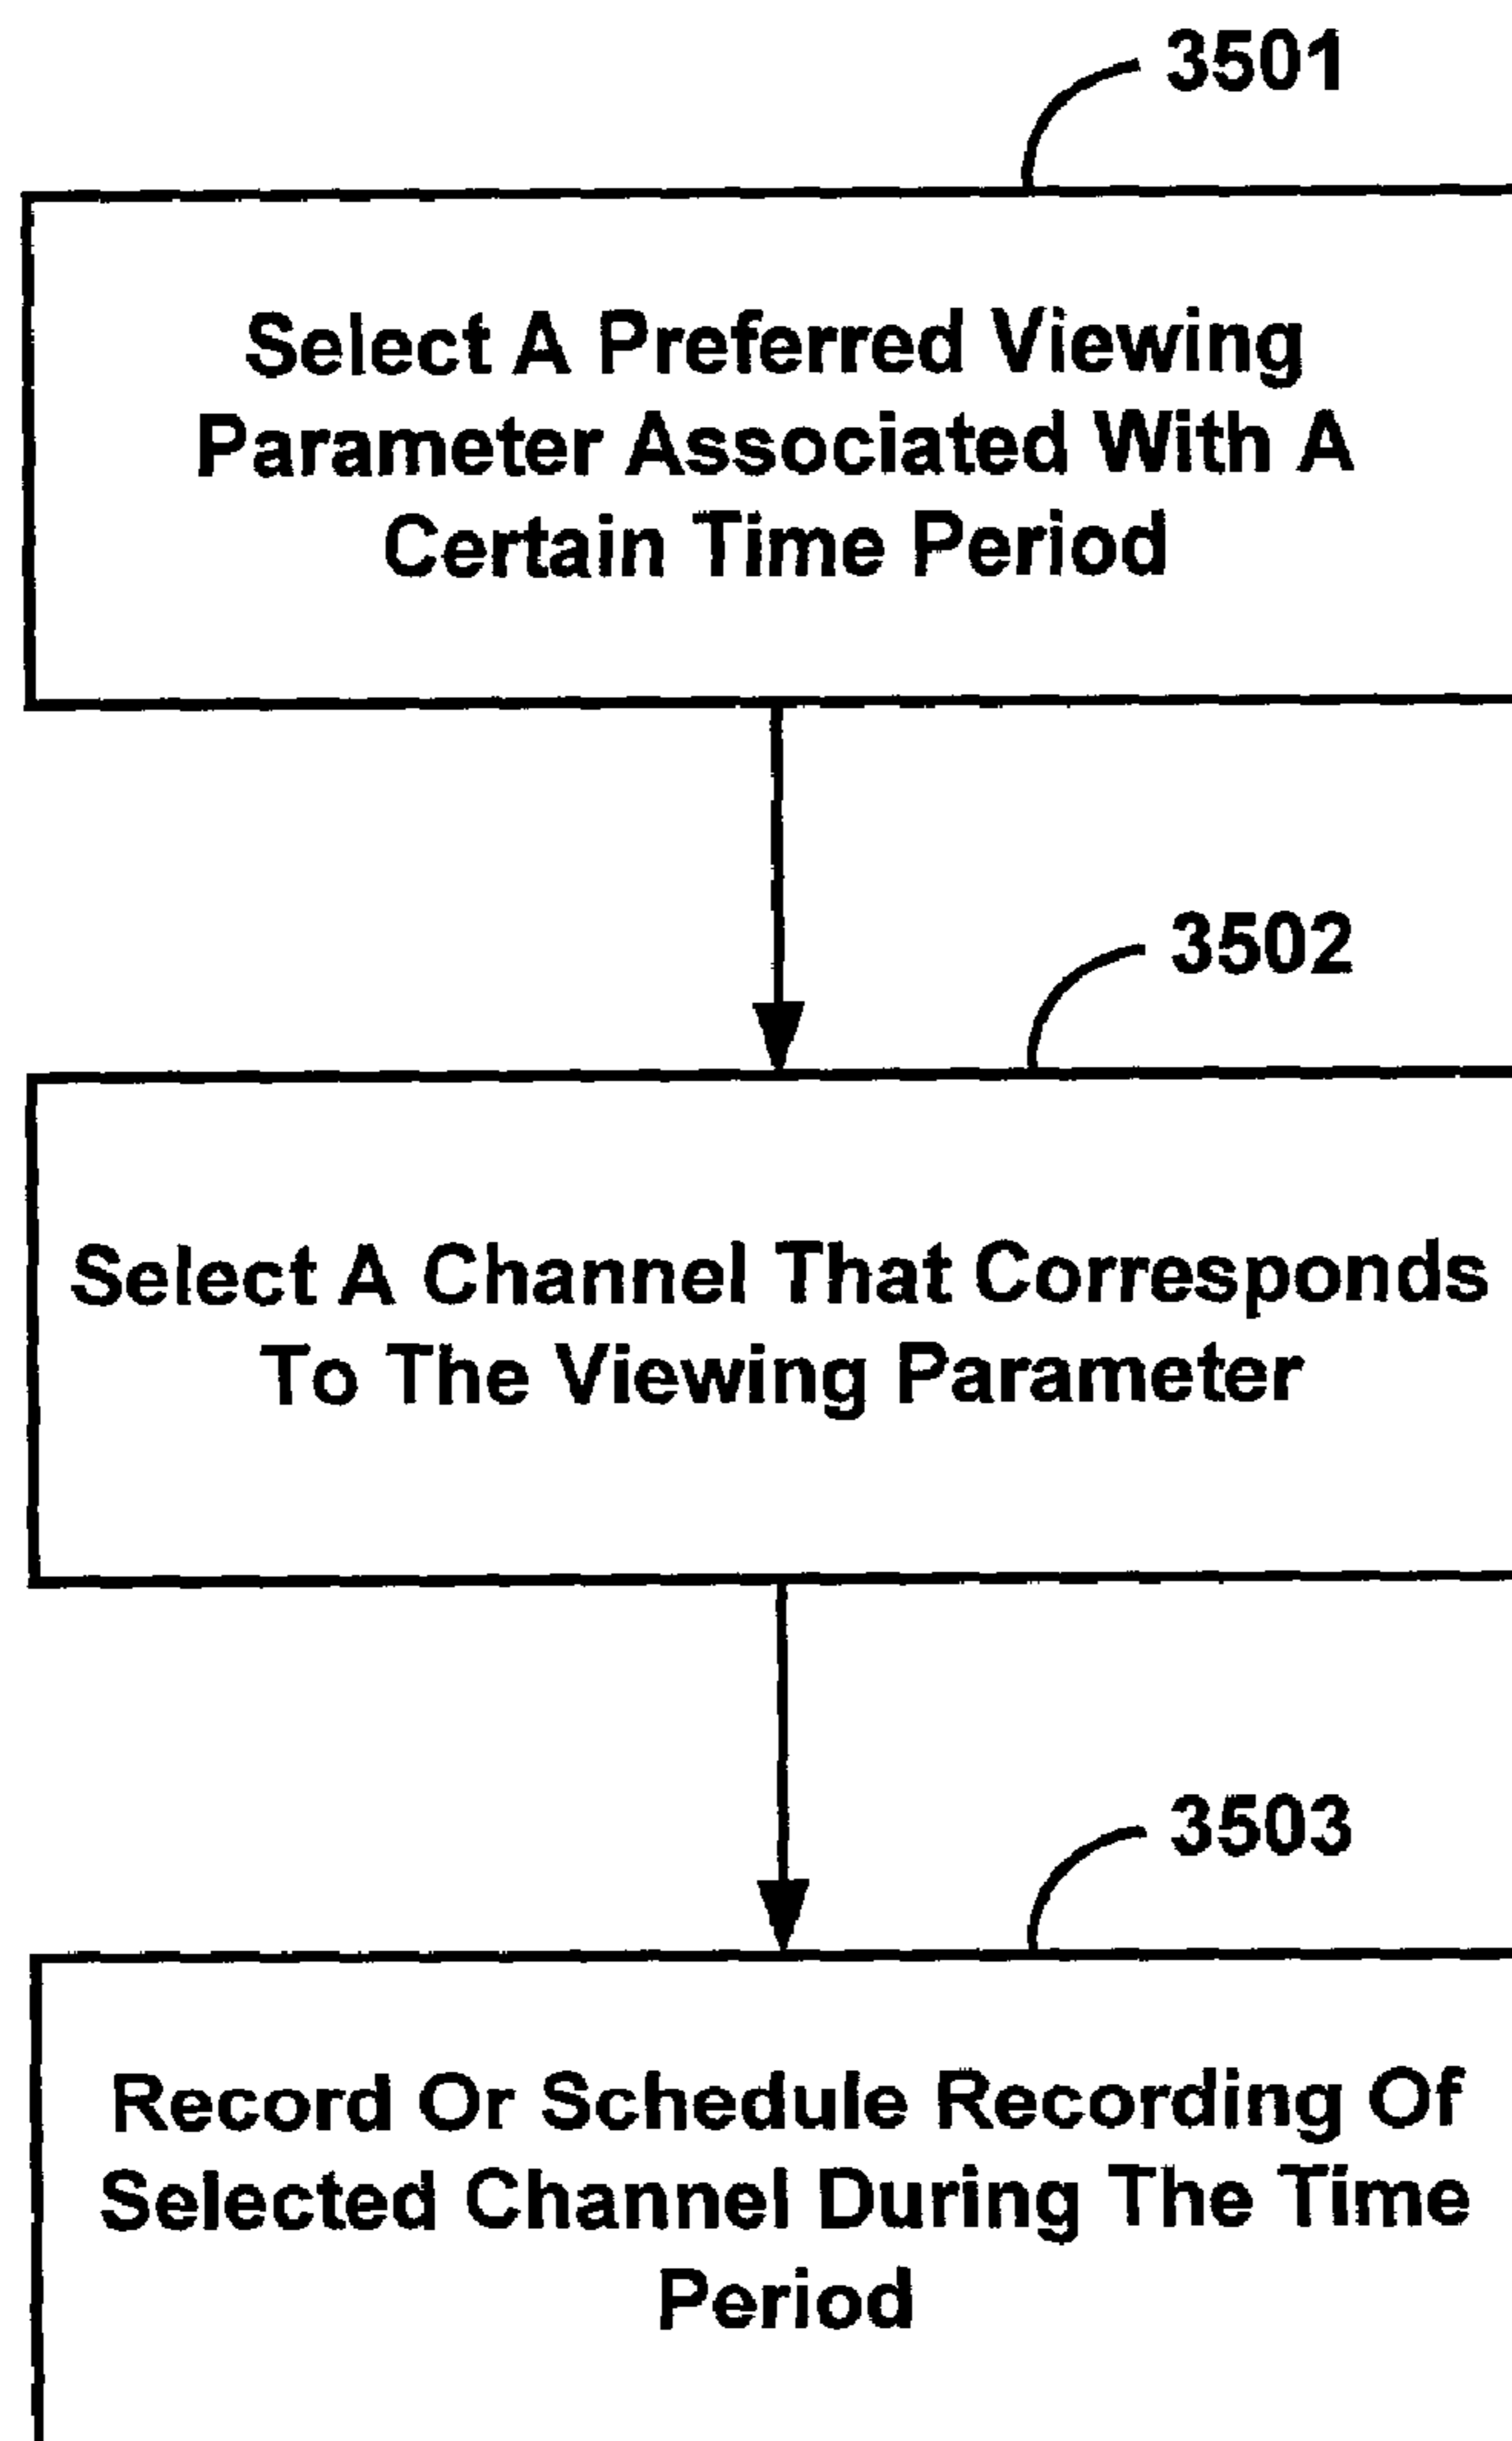 3501
Select A Preferred Viewing
Parameter Associated With A
Certain Time Period
3502
Select A Channel That Corresponds
To The Viewing Parameter
3503
Record Or Schedule Recording Of
Selected Channel During The Time
Period